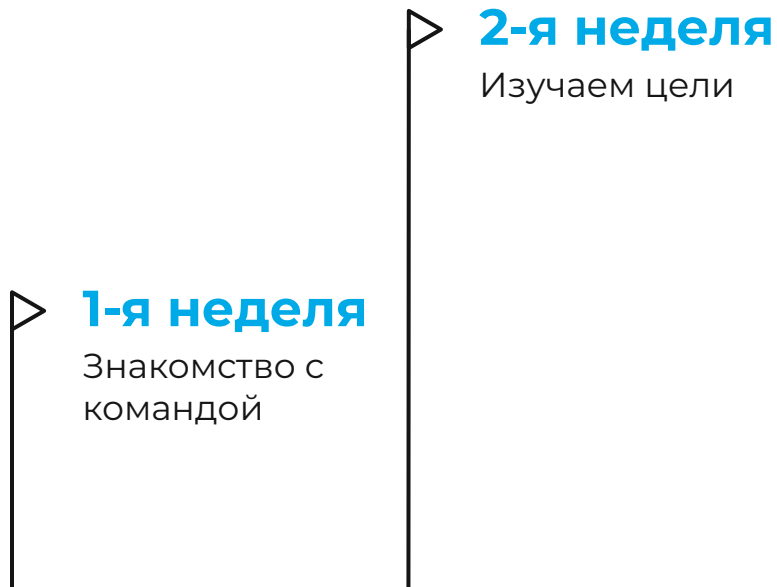 1-я неделя
Знакомство с
командой
2-я неделя
Изучаем цели